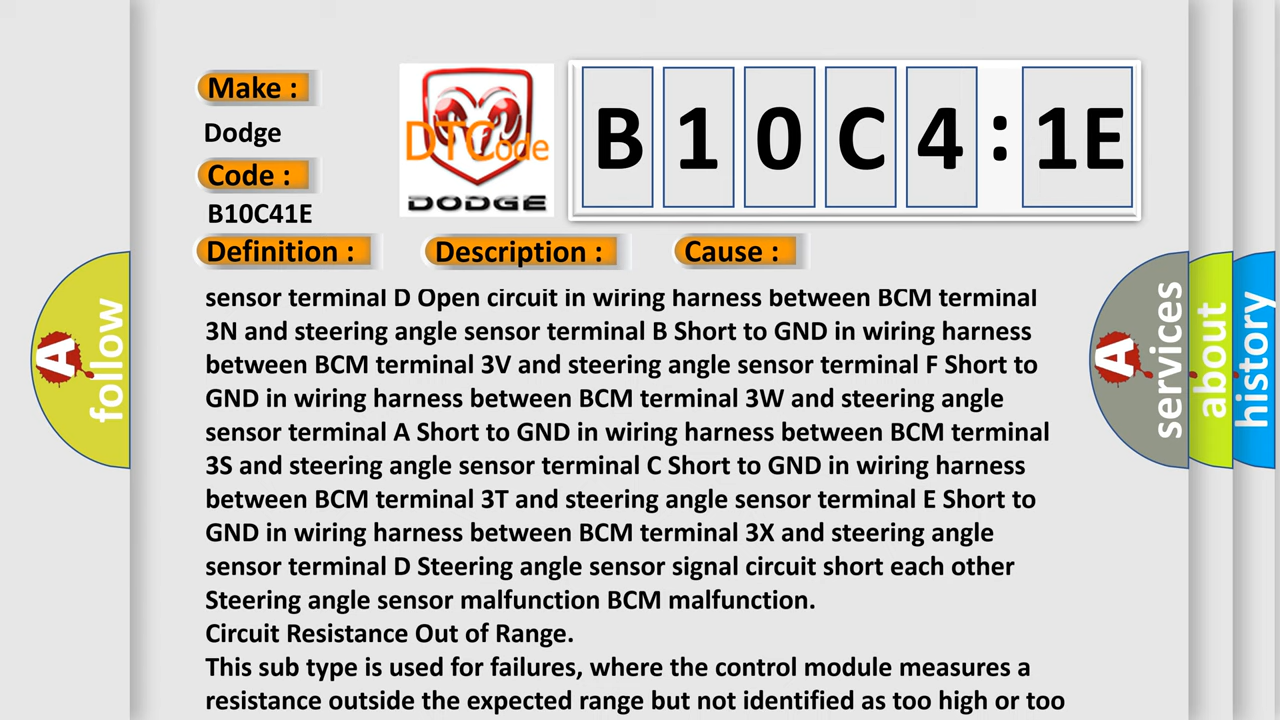 Make :
Dodge
Code :
B10C41E
DTCode
DODGE
B10C4:1E
Definition :
Description :
Cause :
sensor terminal D Open circuit in wiring harness between BCM terminal
3N and steering angle sensor terminal B Short to GND in wiring harness
between BCM terminal 3V and steering angle sensor terminal F Short to
GND in wiring harness between BCM terminal 3W and steering angle
sensor terminal A Short to GND in wiring harness between BCM terminal
3S and steering angle sensor terminal C Short to GND in wiring harness
between BCM terminal 3T and steering angle sensor terminal E Short to
GND in wiring harness between BCM terminal 3X and steering angle
sensor terminal D Steering angle sensor signal circuit short each other
Steering angle sensor malfunction BCM malfunction.
Circuit Resistance Out of Range.
This sub type is used for failures, where the control module measures a
resistance outside the expected range but not identified as too high or too
A
follow
A
services
about
history